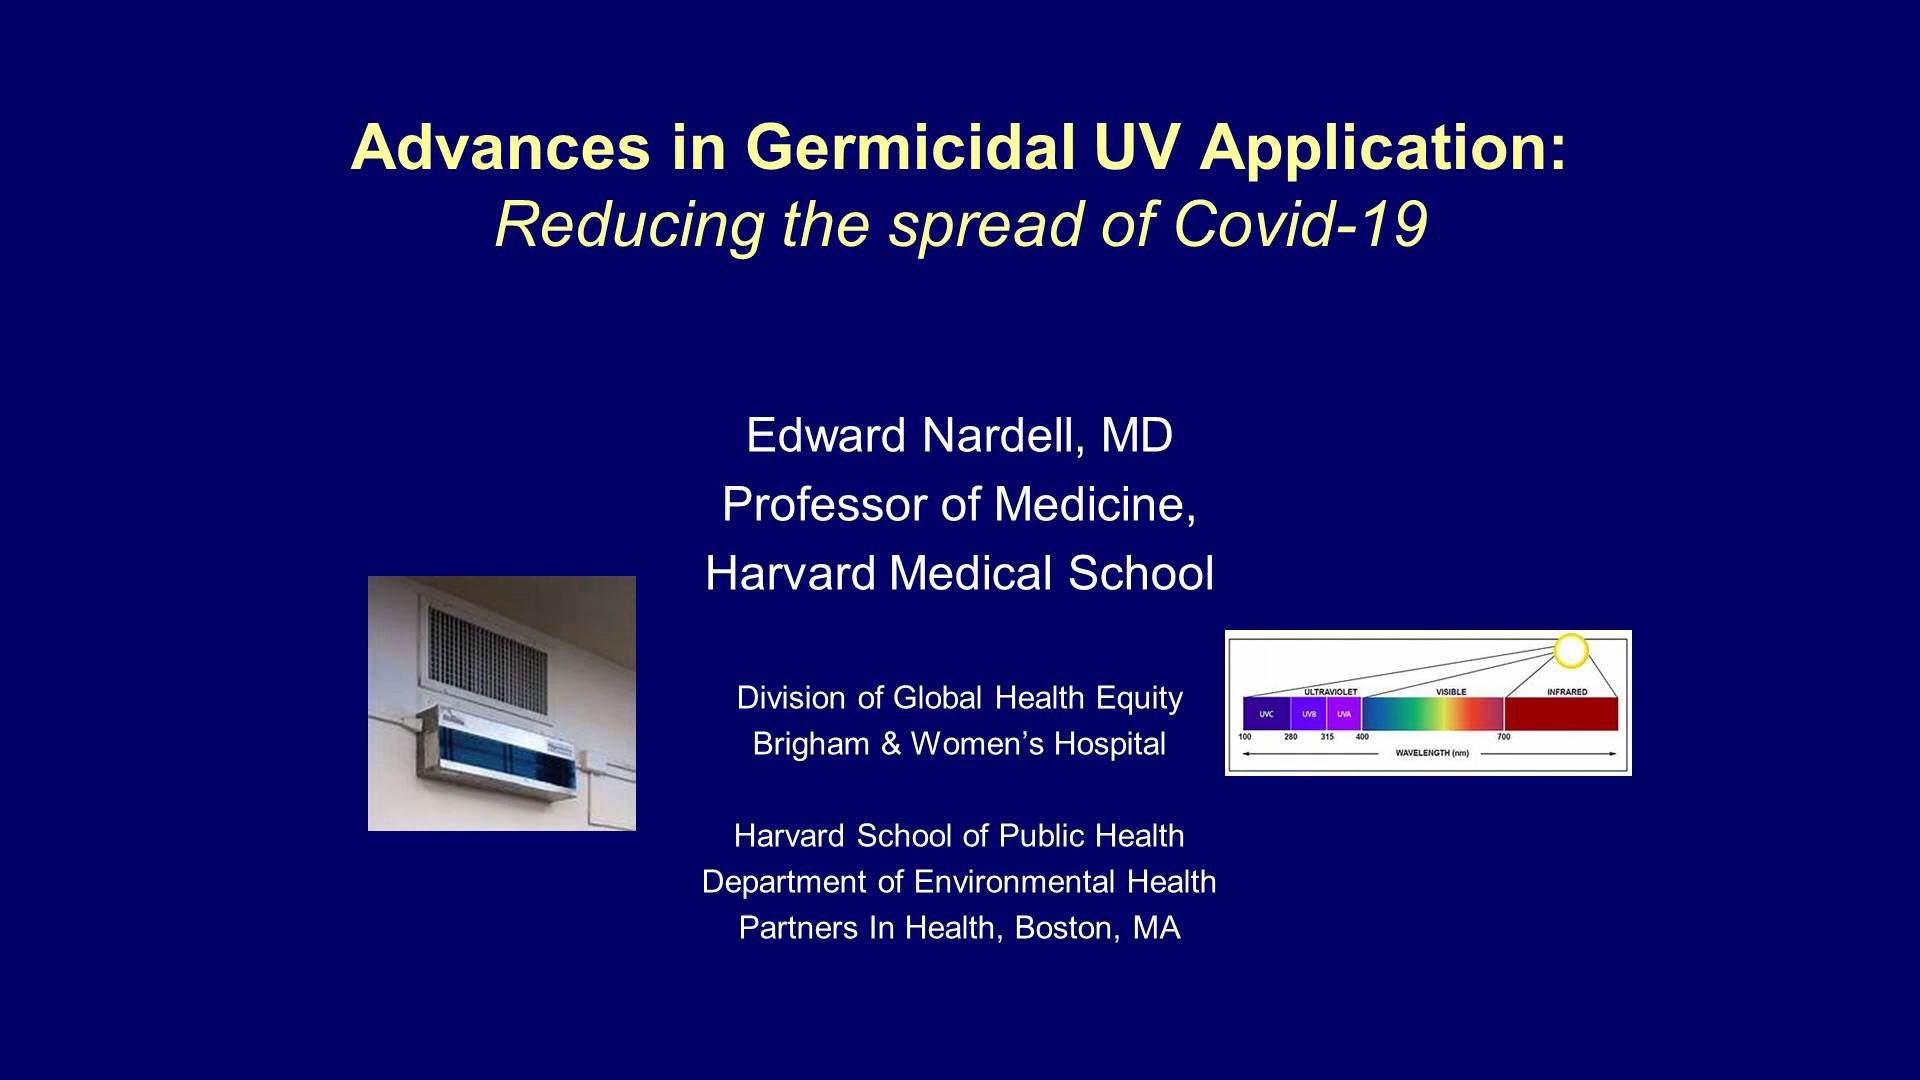 Advances in Germicidal UV Application:
Reducing the spread of Covid-19
Edward Nardell, MD
Professor of Medicine,
Harvard Medical School
Division of Global Health Equity
Brigham & Women’s Hospital
Harvard School of Public Health
Department of Environmental Health
Partners In Health, Boston, MA
ULTRAVIOLET VISIBLE INFRARED
UVC UVB UVA
100 280 315 400 700
WAVELENGTH (nm)